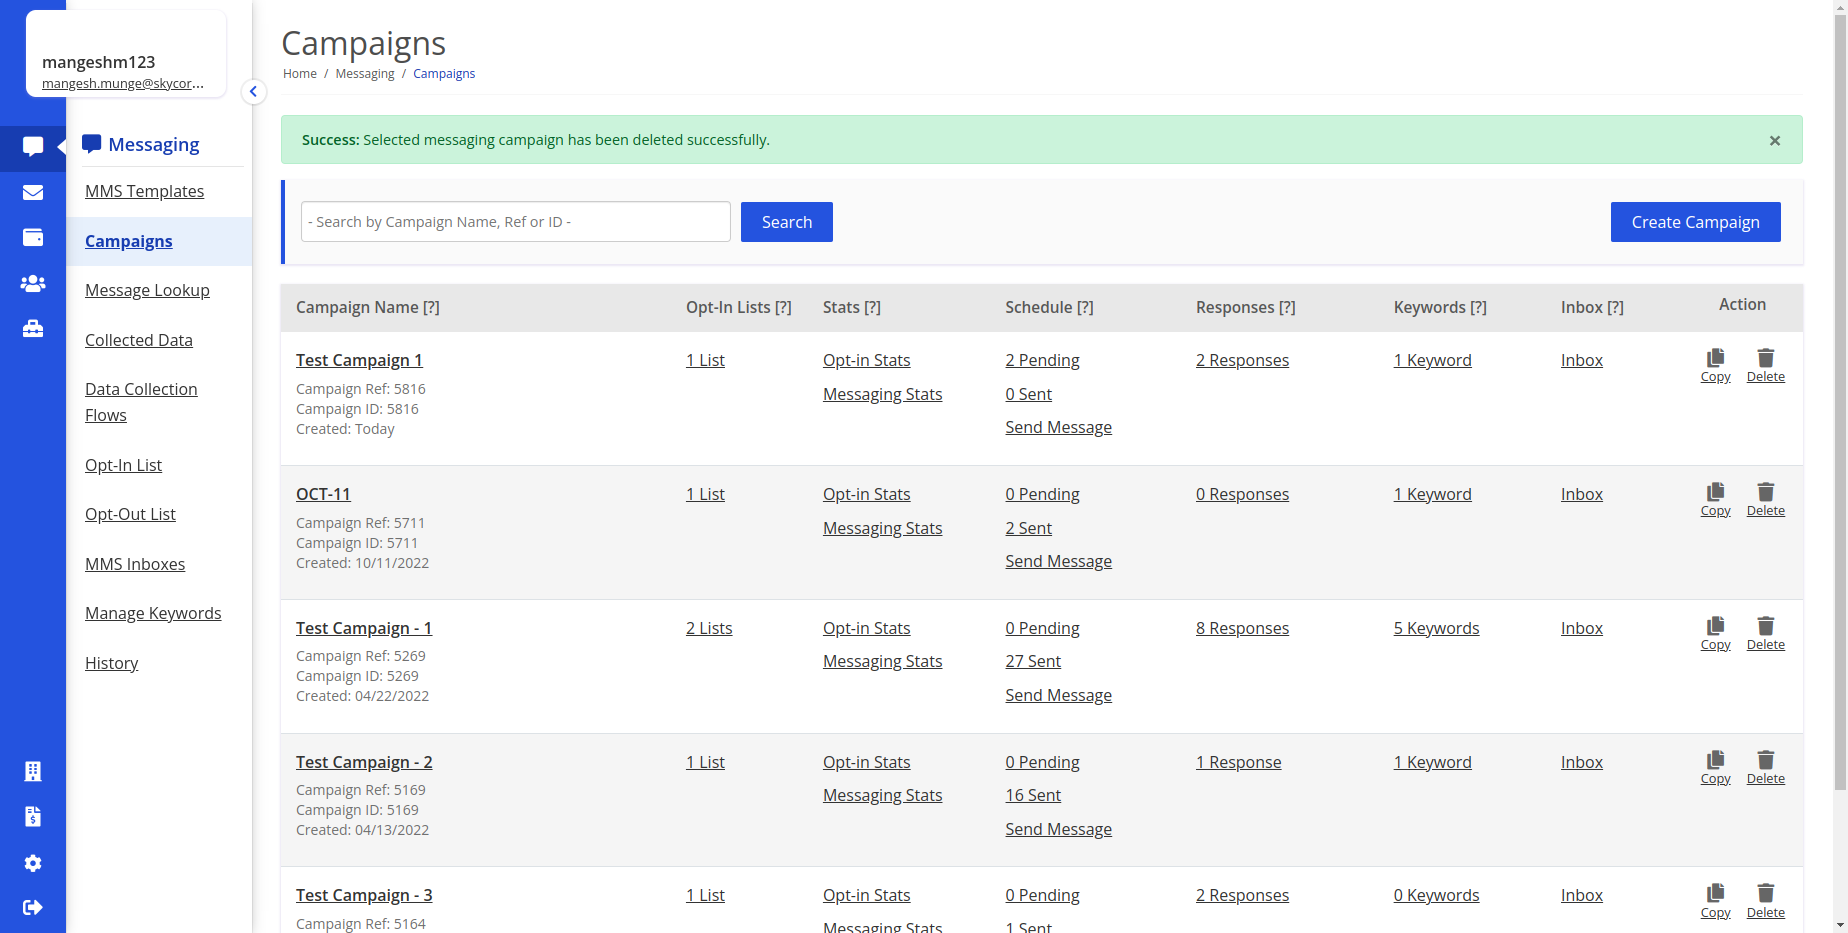 mangeshm123
mangesh.munge@skycor...
Messaging
MMS Templates
Campaigns
Message Lookup
Collected Data
Data Collection
Flows
Opt-In List
Opt-Out List
MMS Inboxes
Manage Keywords
History
Campaigns
Home / Messaging / Campaigns
Success: Selected messaging campaign has been deleted successfully. ×
- Search by Campaign Name, Ref or ID - Search Create Campaign
Campaign Name [?] Opt-In Lists [?] Stats [?] Schedule [?] Responses [?] Keywords [?] Inbox [?] Action
Test Campaign 1 1 List Opt-in Stats 2 Pending 2 Responses 1 Keyword Inbox Copy Delete
Campaign Ref: 5816 Messaging Stats 0 Sent
Campaign ID: 5816
Created: Today Send Message
OCT-11 1 List Opt-in Stats 0 Pending 0 Responses 1 Keyword Inbox Copy Delete
Campaign Ref: 5711 Messaging Stats 2 Sent
Campaign ID: 5711
Created: 10/11/2022 Send Message
Test Campaign - 1 2 Lists Opt-in Stats 0 Pending 8 Responses 5 Keywords Inbox Copy Delete
Campaign Ref: 5269 Messaging Stats 27 Sent
Campaign ID: 5269
Created: 04/22/2022 Send Message
Test Campaign - 2 1 List Opt-in Stats 0 Pending 1 Response 1 Keyword Inbox Copy Delete
Campaign Ref: 5169 Messaging Stats 16 Sent
Campaign ID: 5169
Created: 04/13/2022 Send Message
Test Campaign - 3 1 List Opt-in Stats 0 Pending 2 Responses 0 Keywords Inbox Copy Delete
Campaign Ref: 5164 Messaging Stats 1 Sent